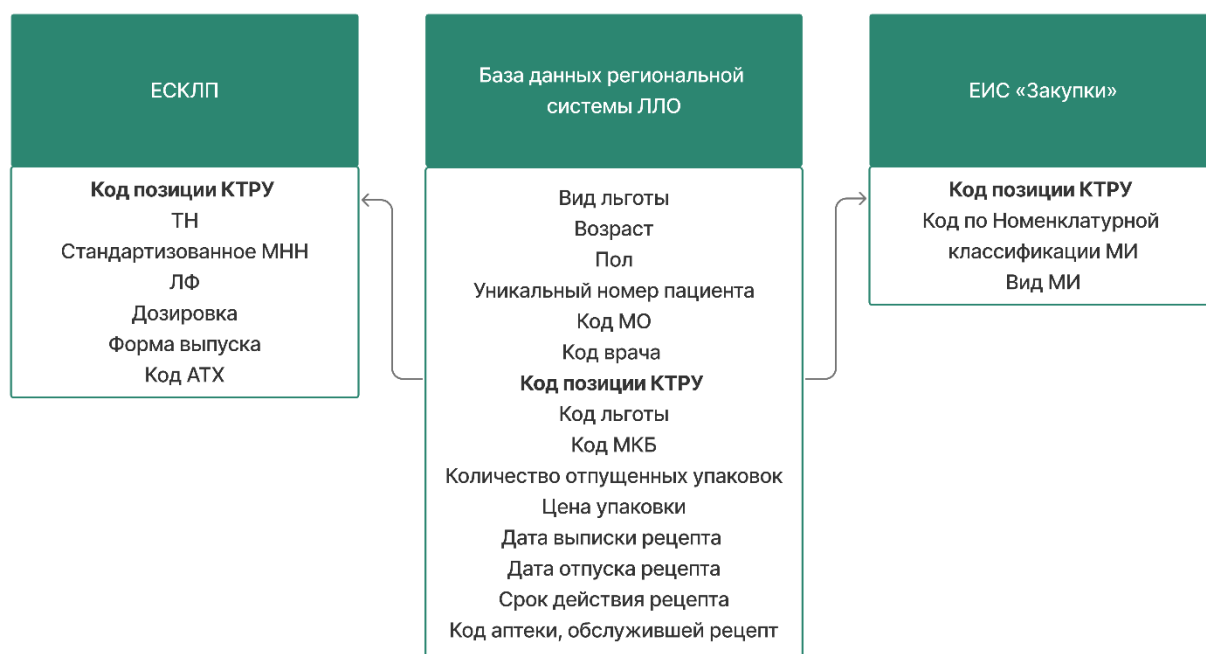 ЕСКЛП
Код позиции КТРУ
ТН
Стандартизованное МНН
ЛФ
Дозировка
Форма выпуска
Код АТХ
База данных региональной
системы ЛЛО
Вид льготы
Возраст
Пол
Уникальный номер пациента
Код МО
Код врача
Код позиции КТРУ
Код льготы
Код МКБ
Количество отпущенных упаковок
Цена упаковки
Дата выписки рецепта
Дата отпуска рецепта
Срок действия рецепта
Код аптеки, обслужившей рецепт
ЕИС «Закупки»
Код позиции КТРУ
Код по Номенклатурной
классификации МИ
Вид МИ